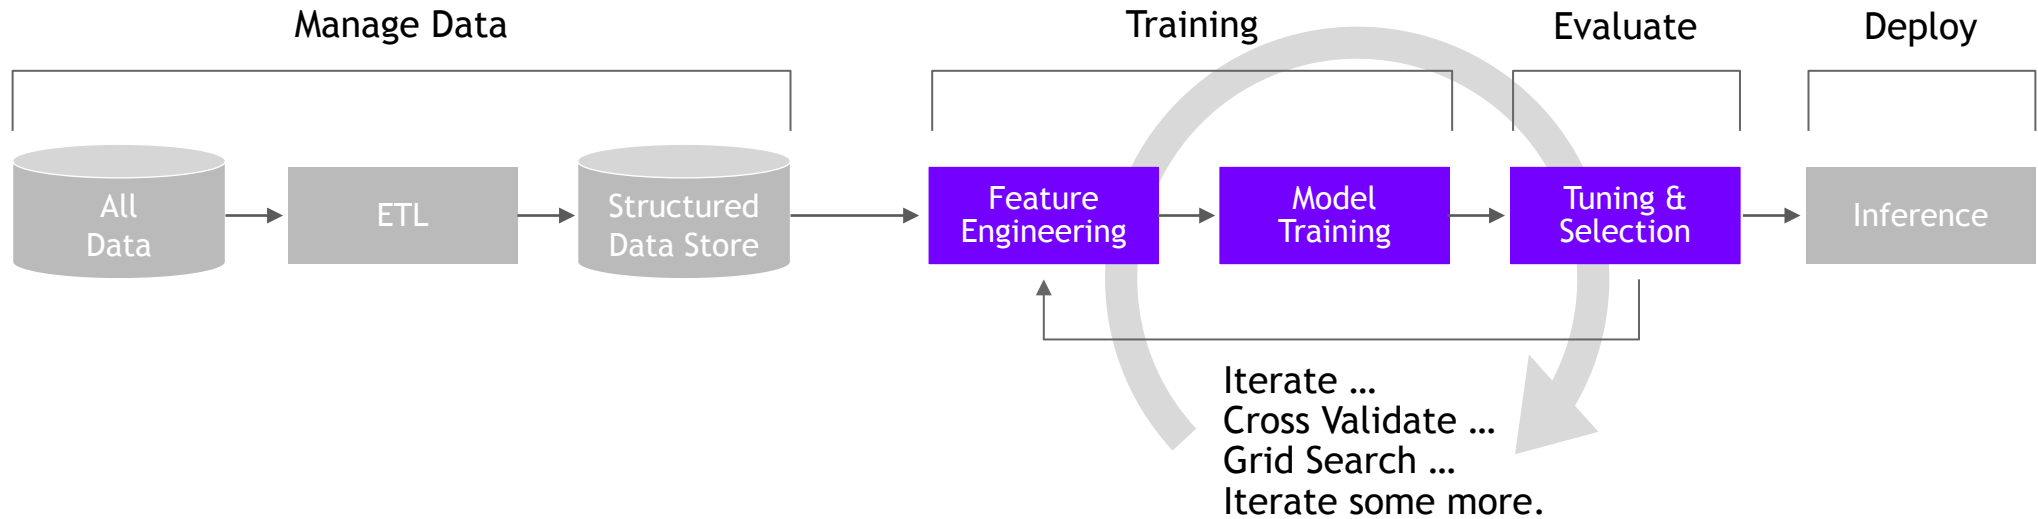 Manage Data
Training
Evaluate
Deploy
All
Data
ETL
Structured
Data Store
Feature
Engineering
Model
Training
Tuning &
Selection
Inference
Iterate …
Cross Validate …
Grid Search …
Iterate some more.